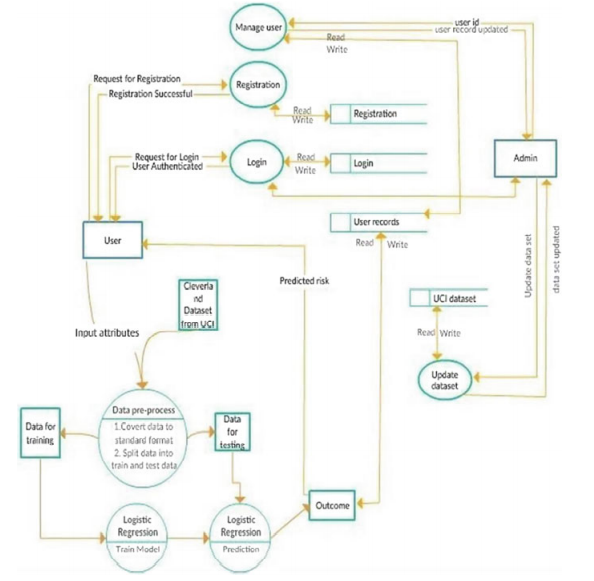 Manage user
user id
user record updated
Read
Write
Request for Registration
Registration Successful
Registration
Read
Write
Registration
Request for Login
User Authenticated
Login
Read
Write
Login
Admin
User records
Read Write
User
Predicted risk
Update data set
data set updated
Cleverla
nd
Dataset
from UCI
UCI dataset
Input attributes
Read Write
Update
dataset
Data pre-process
1.Covert data to
standard format
2. Split data into
train and test data
Data for
training
Data
for
testing
Outcome
Logistic
Regression
Train Model
Logistic
Regression
Prediction